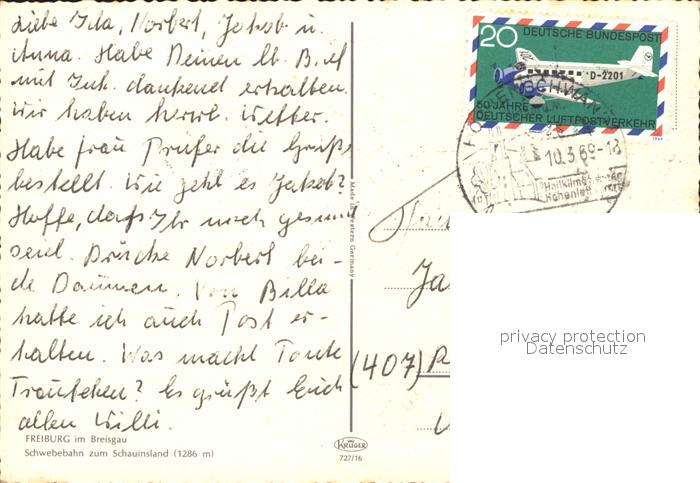 Liebe Ida, Norbert, Jakob u.
Anna. Habe Deinen lb. Brief
mit Inh. dankend erhalten.
Wir haben herrl. Wetter.
Habe Frau Prüfer die Grüße
bestellt. Wie geht es Jakob?
Hoffe, daß Ihr noch gesund
seid. Drücke Norbert bei-
de Daumen. Von Billa
hatte ich auch Post er-
halten. Was macht Tante
Trautchen? Es grüßt Euch
allen Willi.
FREIBURG im Breisgau
Schwebebahn zum Schauinsland (1286 m)
Made in Western Germany
KRÜGER
727/16
20 DEUTSCHE BUNDESPOST
D-2201
50 JAHRE
DEUTSCHER LUFTPOSTVERKEHR
1969
10.3.69-18
(407)
privacy protection
Datenschutz